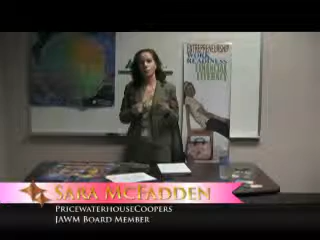 ENTREPRENEURSHIP
WORK
READINESS
FINANCIAL
LITERACY
SARA MCFADDEN
PRICEWATERHOUSECOOPERS
JAWM BOARD MEMBER